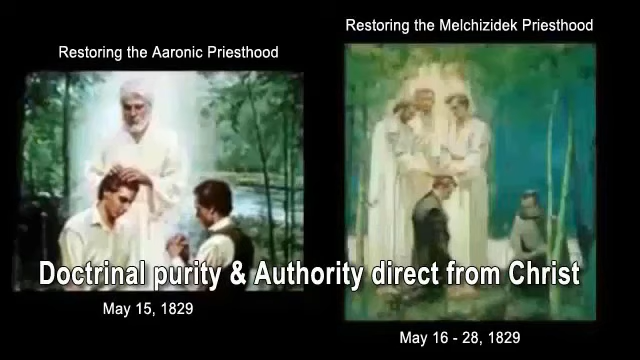 Restoring the Aaronic Priesthood
Restoring the Melchizidek Priesthood
Doctrinal purity & Authority direct from Christ
May 15, 1829
May 16 - 28, 1829